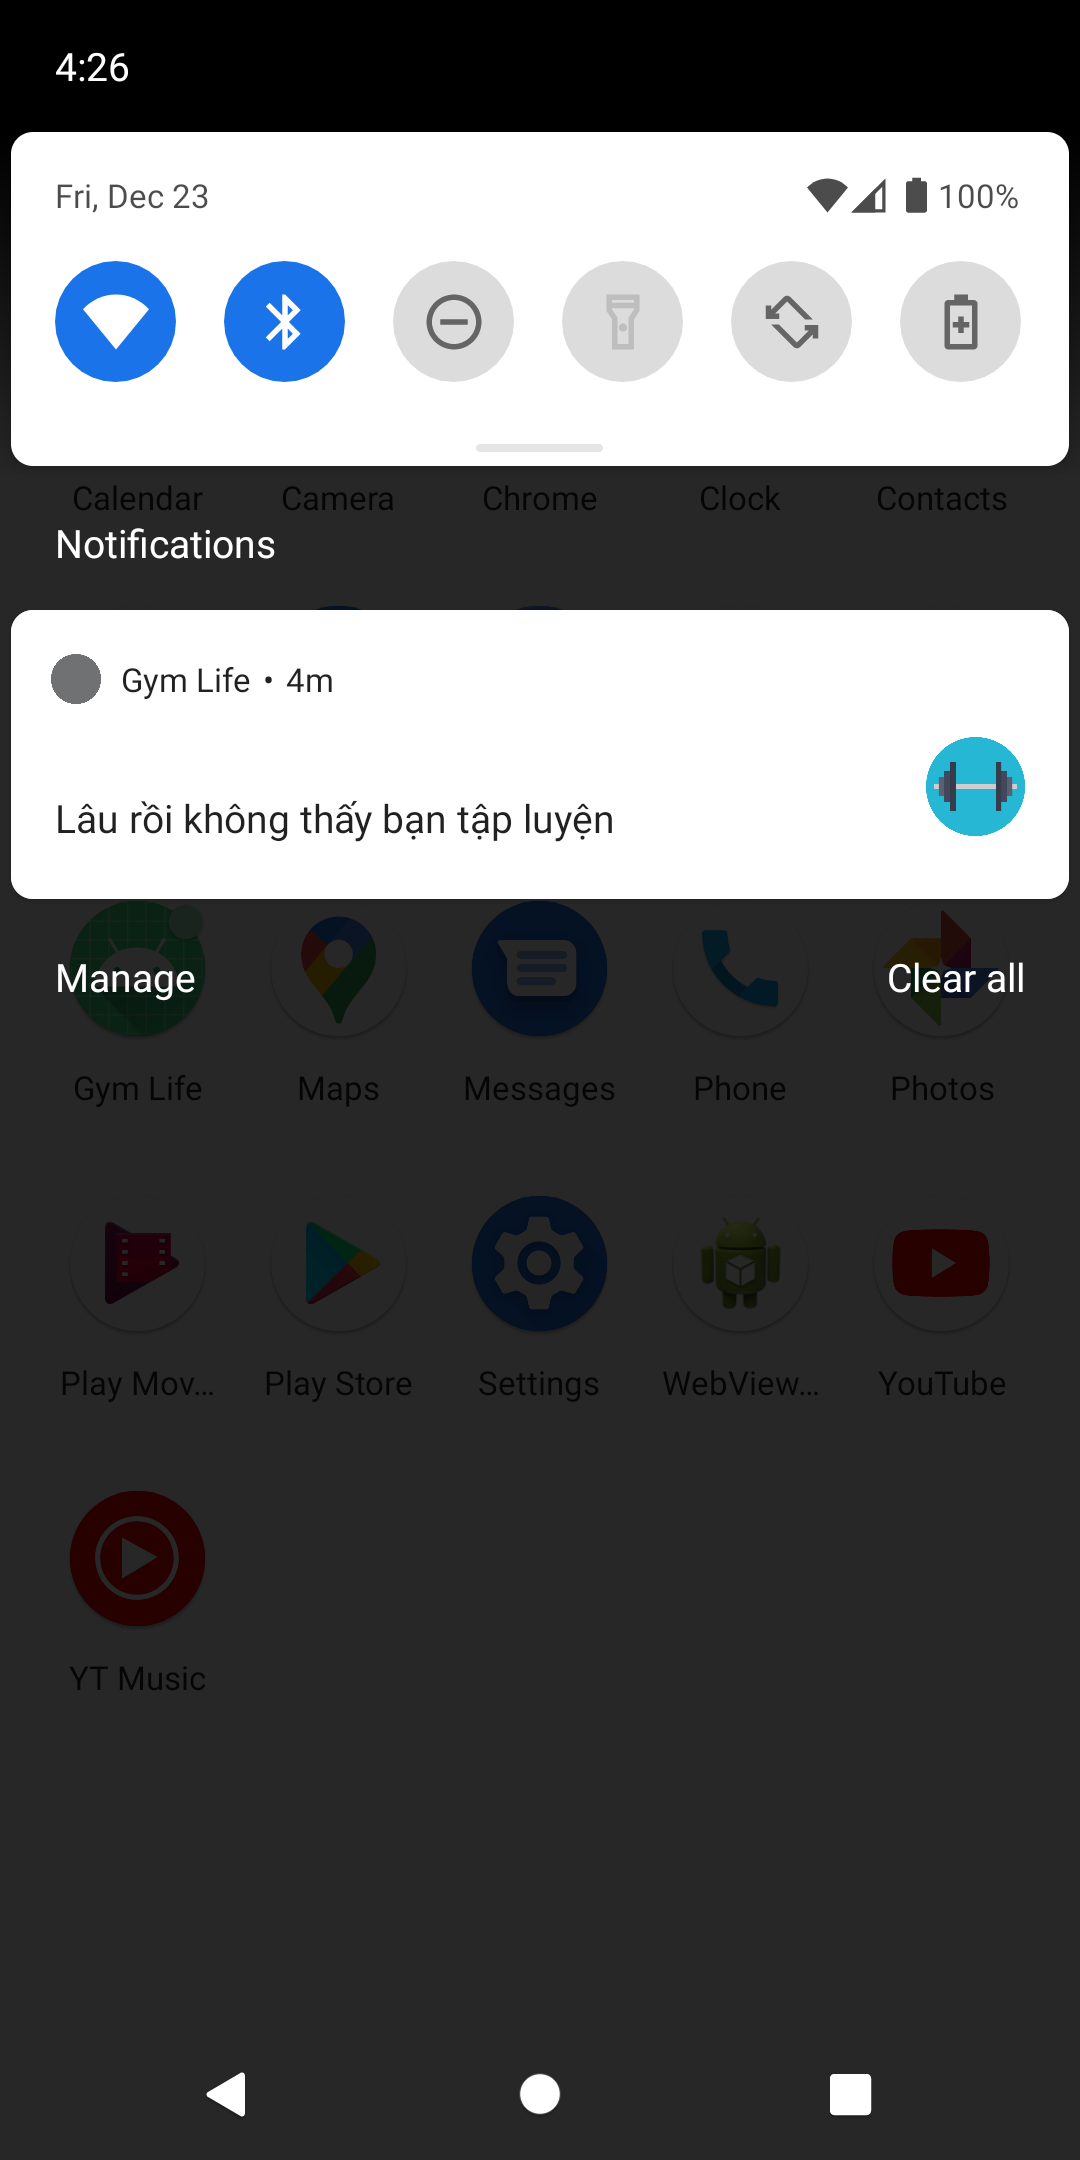 4:26
Fri, Dec 23
100%
Calendar Camera Chrome Clock Contacts
Notifications
Gym Life • 4m
Lâu rồi không thấy bạn tập luyện
Manage Clear all
Gym Life Maps Messages Phone Photos
Play Mov... Play Store Settings WebView... YouTube
YT Music